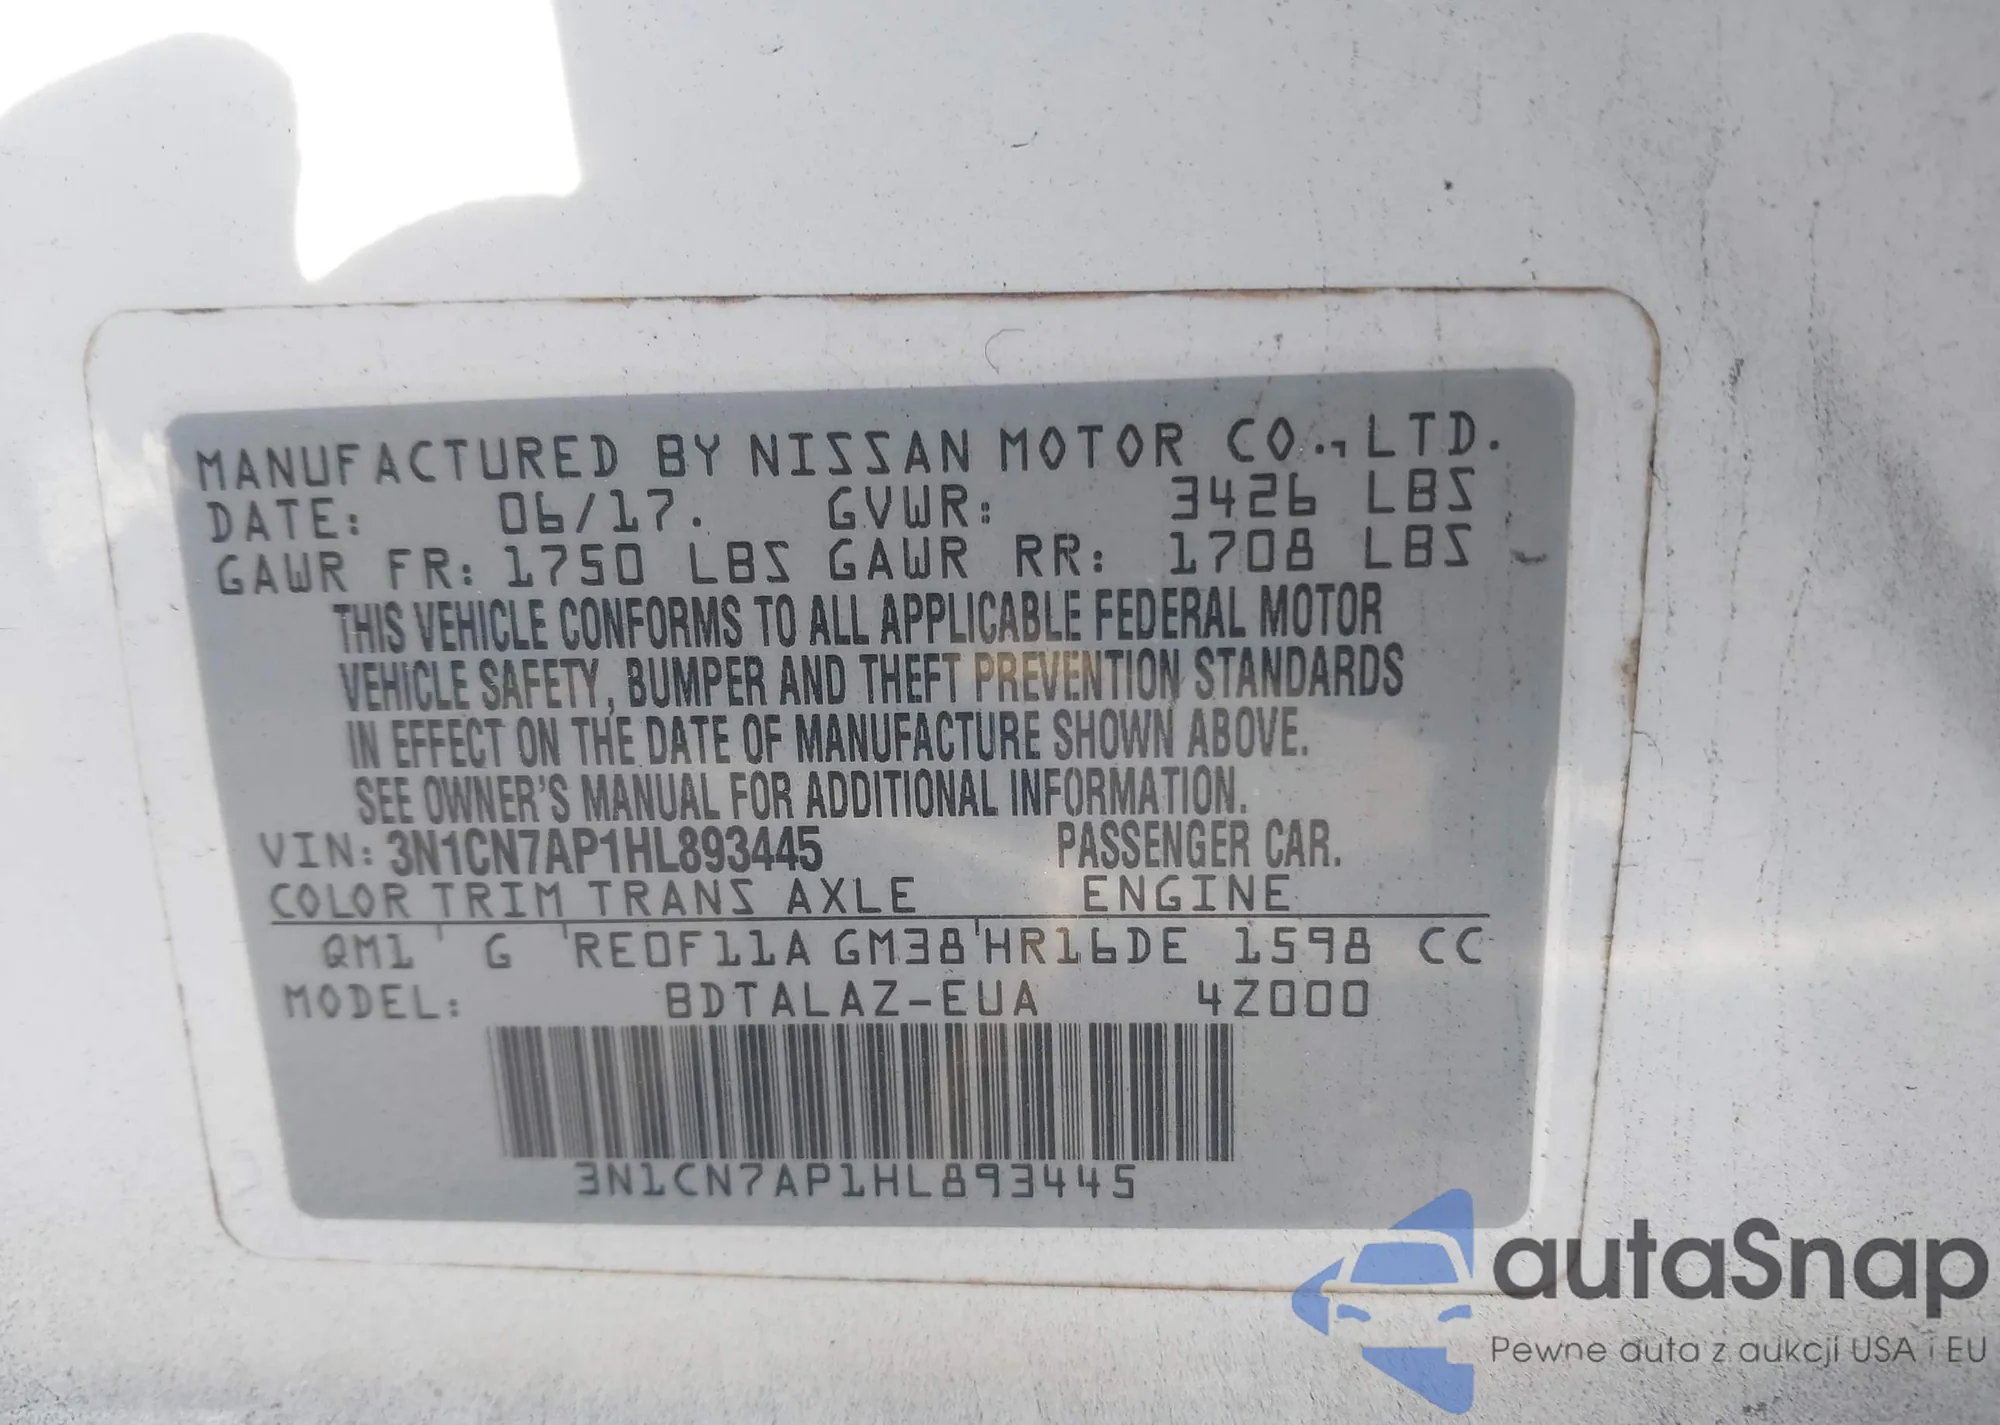 MANUFACTURED BY NISSAN MOTOR CO., LTD.
DATE: 06/17. GVWR: 3426 LBS
GAWR FR: 1750 LBS GAWR RR: 1708 LBS
THIS VEHICLE CONFORMS TO ALL APPLICABLE FEDERAL MOTOR
VEHICLE SAFETY, BUMPER AND THEFT PREVENTION STANDARDS
IN EFFECT ON THE DATE OF MANUFACTURE SHOWN ABOVE.
SEE OWNER'S MANUAL FOR ADDITIONAL INFORMATION.
VIN: 3N1CN7AP1HL893445 PASSENGER CAR.
COLOR TRIM TRANS AXLE ENGINE
QM1 G RE0F11A GM38 HR16DE 1598 CC
MODEL: BDTALAZ-EUA 4Z000
3N1CN7AP1HL893445
autaSnap
Pewne auta z aukcji USA i EU